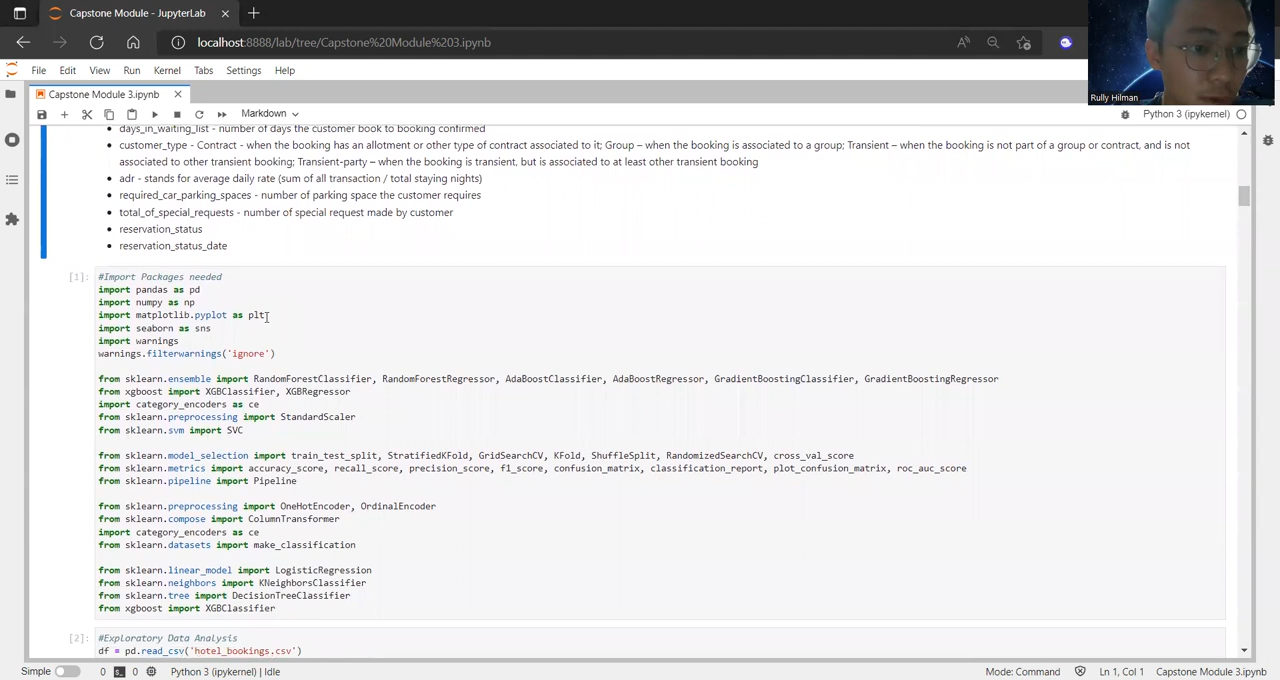 Capstone Module - JupyterLab
localhost:8888/lab/tree/Capstone%20Module%203.ipynb
Rully Hilman
File Edit View Run Kernel Tabs Settings Help
Capstone Module 3.ipynb
Markdown
Python 3 (ipykernel)
days_in_waiting_list - number of days the customer book to booking confirmed
customer_type - Contract - when the booking has an allotment or other type of contract associated to it; Group – when the booking is associated to a group; Transient – when the booking is not part of a group or contract, and is not
associated to other transient booking; Transient-party – when the booking is transient, but is associated to at least other transient booking
adr - stands for average daily rate (sum of all transaction / total staying nights)
required_car_parking_spaces - number of parking space the customer requires
total_of_special_requests - number of special request made by customer
reservation_status
reservation_status_date
[1]:
#Import Packages needed
import pandas as pd
import numpy as np
import matplotlib.pyplot as plt
import seaborn as sns
import warnings
warnings.filterwarnings('ignore')
from sklearn.ensemble import RandomForestClassifier, RandomForestRegressor, AdaBoostClassifier, AdaBoostRegressor, GradientBoostingClassifier, GradientBoostingRegressor
from xgboost import XGBClassifier, XGBRegressor
import category_encoders as ce
from sklearn.preprocessing import StandardScaler
from sklearn.svm import SVC
from sklearn.model_selection import train_test_split, StratifiedKFold, GridSearchCV, KFold, ShuffleSplit, RandomizedSearchCV, cross_val_score
from sklearn.metrics import accuracy_score, recall_score, precision_score, f1_score, confusion_matrix, classification_report, plot_confusion_matrix, roc_auc_score
from sklearn.pipeline import Pipeline
from sklearn.preprocessing import OneHotEncoder, OrdinalEncoder
from sklearn.compose import ColumnTransformer
import category_encoders as ce
from sklearn.datasets import make_classification
from sklearn.linear_model import LogisticRegression
from sklearn.neighbors import KNeighborsClassifier
from sklearn.tree import DecisionTreeClassifier
from xgboost import XGBClassifier
[2]:
#Exploratory Data Analysis
df = pd.read_csv('hotel_bookings.csv')
Simple 0 0 Python 3 (ipykernel) | Idle Mode: Command Ln 1, Col 1 Capstone Module 3.ipynb